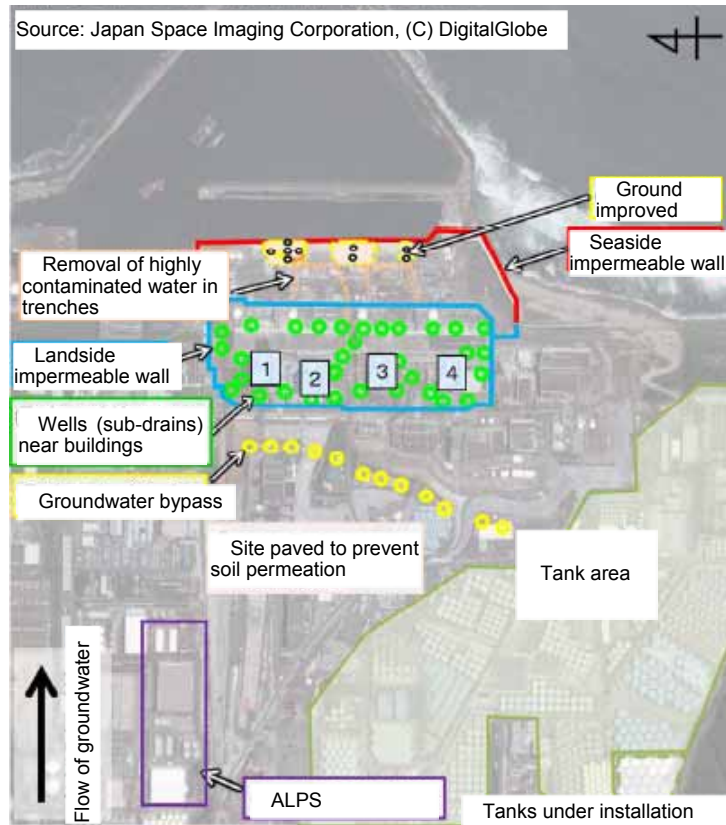 Source: Japan Space Imaging Corporation, (C) DigitalGlobe
Ground
improved
Seaside
impermeable wall
Removal of highly
contaminated water in
trenches
Landside
impermeable wall
1
2
3
4
Wells (sub-drains)
near buildings
Groundwater bypass
Site paved to prevent
soil permeation
Tank area
Flow of groundwater
ALPS
Tanks under installation